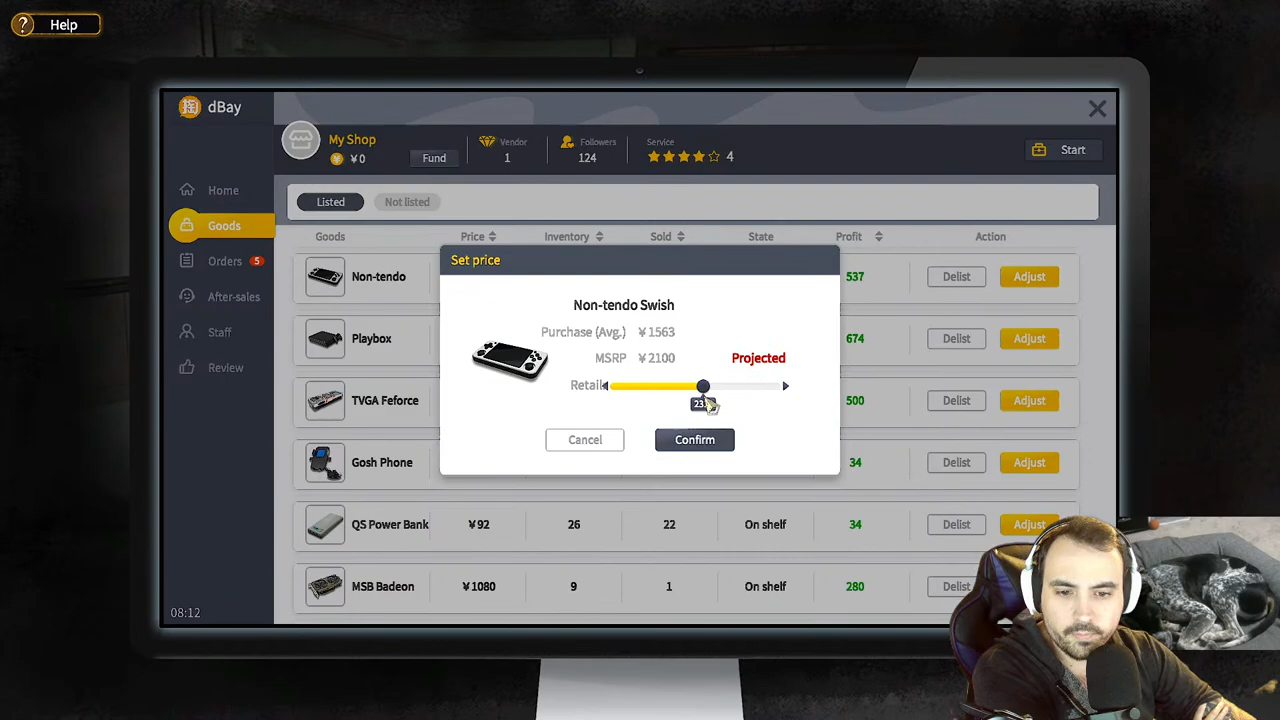 ? Help
掏 dBay
My Shop
¥ ¥0
Fund
Vendor
1
Followers
124
Service
4
Start
Home
Goods
Orders 5
After-sales
Staff
Review
08:12
Listed
Not listed
Goods Price Inventory Sold State Profit Action
Non-tendo 537 Delist Adjust
Playbox 674 Delist Adjust
TVGA Feforce 500 Delist Adjust
Gosh Phone 34 Delist Adjust
QS Power Bank ¥92 26 22 On shelf 34 Delist Adjust
MSB Badeon ¥1080 9 1 On shelf 280 Delist
Set price
Non-tendo Swish
Purchase (Avg.) ¥1563
MSRP ¥2100 Projected
Retail
Cancel
Confirm